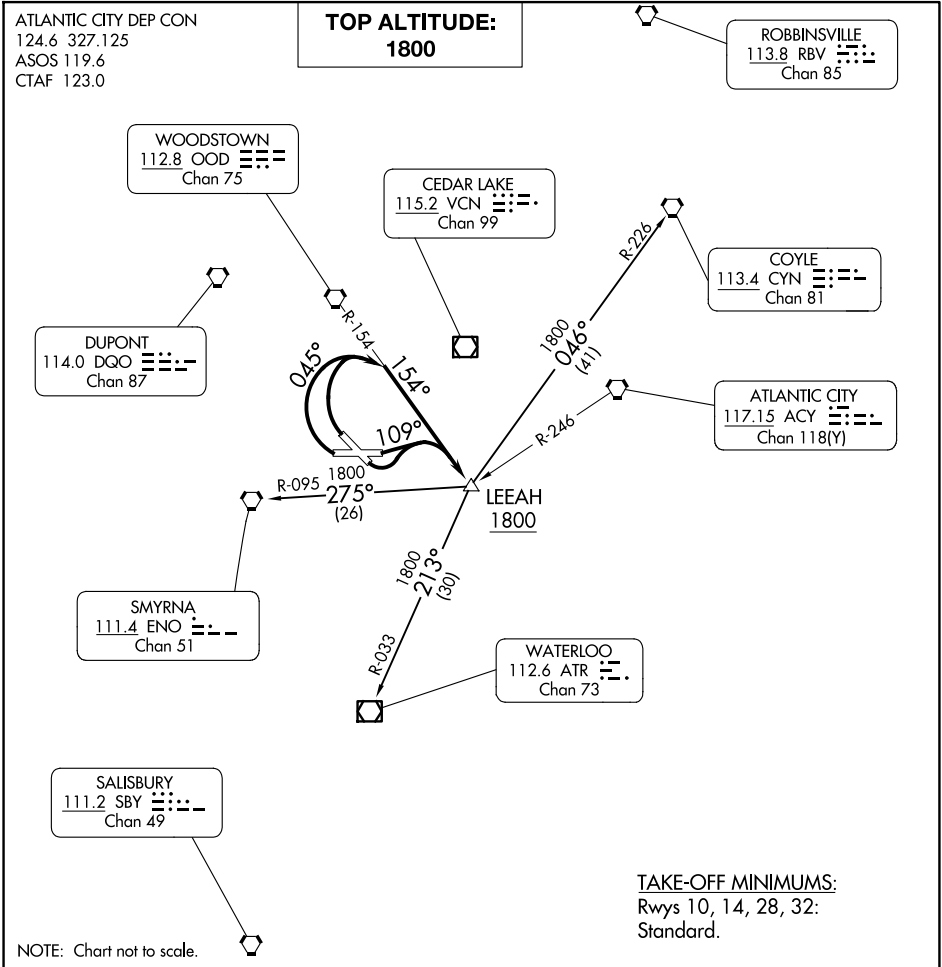 ATLANTIC CITY DEP CON
124.6 327.125
ASOS 119.6
CTAF 123.0
TOP ALTITUDE:
1800
ROBBINSVILLE
113.8 RBV
Chan 85
WOODSTOWN
112.8 OOD
Chan 75
CEDAR LAKE
115.2 VCN
Chan 99
COYLE
113.4 CYN
Chan 81
DUPONT
114.0 DQO
Chan 87
ATLANTIC CITY
117.15 ACY
Chan 118(Y)
R-226
1800
046°
(41)
R-154
154°
045°
109°
R-246
R-095
1800
275°
(26)
LEEAH
1800
1800
213°
(30)
R-033
SMYRNA
111.4 ENO
Chan 51
WATERLOO
112.6 ATR
Chan 73
SALISBURY
111.2 SBY
Chan 49
TAKE-OFF MINIMUMS:
Rwys 10, 14, 28, 32:
Standard.
NOTE: Chart not to scale.